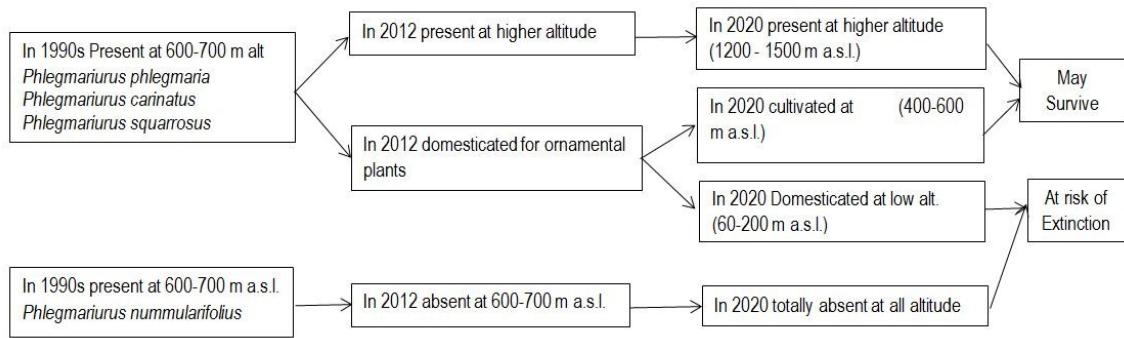 In 1990s Present at 600-700 m alt
Phlegmariurus phlegmaria
Phlegmariurus carinatus
Phlegmariurus squarrosus
In 2012 present at higher altitude
In 2020 present at higher altitude
(1200 - 1500 m a.s.l.)
May
Survive
In 2012 domesticated for ornamental
plants
In 2020 cultivated at (400-600
m a.s.l.)
In 2020 Domesticated at low alt.
(60-200 m a.s.l.)
At risk of
Extinction
In 1990s present at 600-700 m a.s.l.
Phlegmariurus nummularifolius
In 2012 absent at 600-700 m a.s.l.
In 2020 totally absent at all altitude